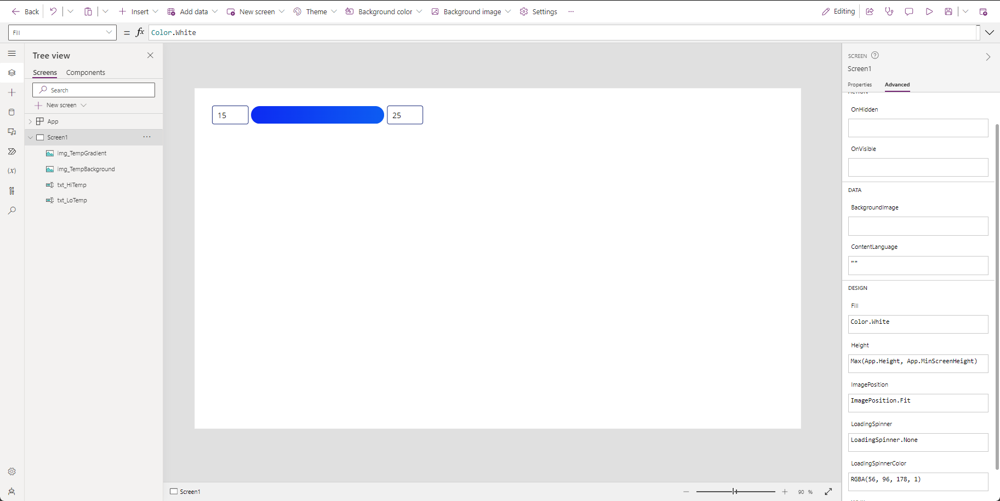 Back
Insert
Add data
New screen
Theme
Background color
Background image
Settings
...
Editing
Fill
= fx
Color.White
Tree view
Screens
Components
Search
New screen
App
Screen1
...
img_TempGradient
img_TempBackground
txt_HiTemp
txt_LoTemp
(x)
15
25
Screen1
90 %
SCREEN ?
Screen1
Properties
Advanced
ACTION
OnHidden
OnVisible
DATA
BackgroundImage
ContentLanguage
""
DESIGN
Fill
Color.White
Height
Max(App.Height, App.MinScreenHeight)
ImagePosition
ImagePosition.Fit
LoadingSpinner
LoadingSpinner.None
LoadingSpinnerColor
RGBA(56, 96, 178, 1)